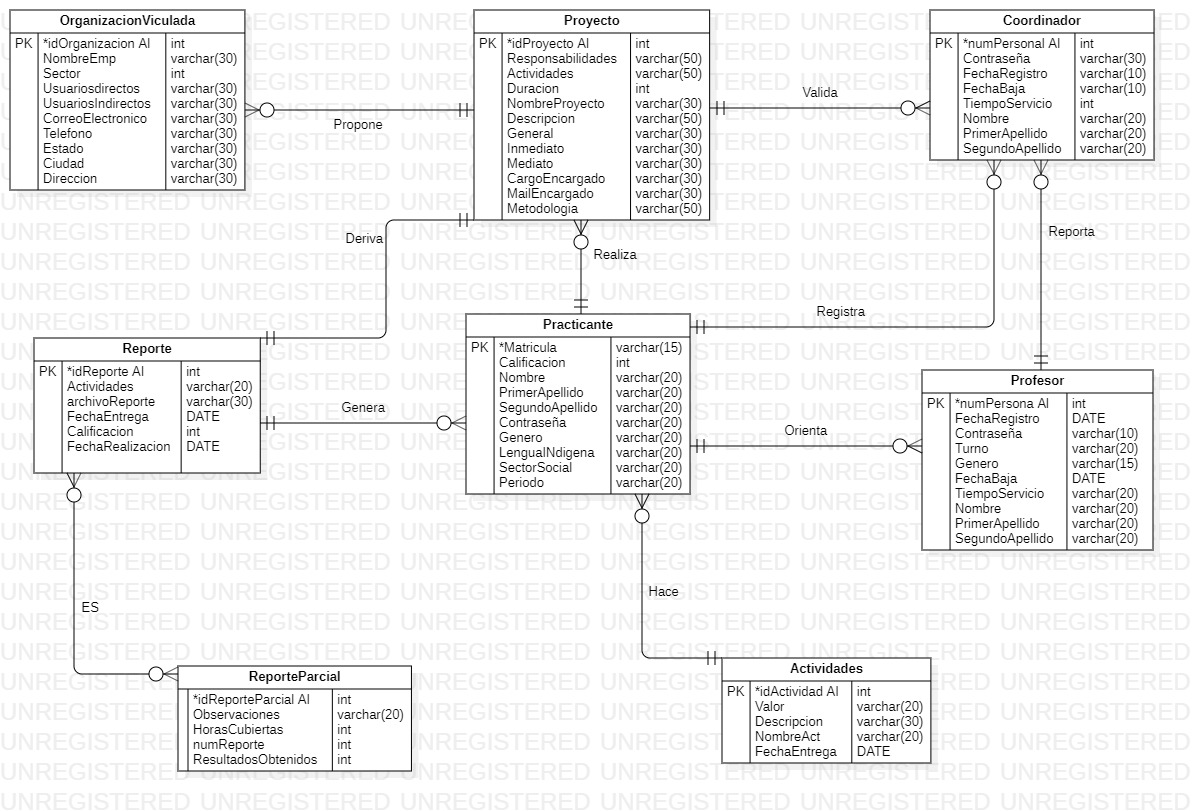 OrganizacionViculada
PK *idOrganizacion AI int
NombreEmp varchar(30)
Sector int
Usuariosdirectos varchar(30)
UsuariosIndirectos varchar(30)
CorreoElectronico varchar(30)
Telefono varchar(30)
Estado varchar(30)
Ciudad varchar(30)
Direccion varchar(30)
Propone
Proyecto
PK *idProyecto AI int
Responsabilidades varchar(50)
Actividades varchar(50)
Duracion int
NombreProyecto varchar(30)
Descripcion varchar(50)
General varchar(30)
Inmediato varchar(30)
Mediato varchar(30)
CargoEncargado varchar(30)
MailEncargado varchar(30)
Metodologia varchar(50)
Valida
Coordinador
PK *numPersonal AI int
Contraseña varchar(30)
FechaRegistro varchar(10)
FechaBaja varchar(10)
TiempoServicio int
Nombre varchar(20)
PrimerApellido varchar(20)
SegundoApellido varchar(20)
Deriva
Realiza
Reporta
Registra
Reporte
PK *idReporte AI int
Actividades varchar(20)
archivoReporte varchar(30)
FechaEntrega DATE
Calificacion int
FechaRealizacion DATE
Genera
Practicante
PK *Matricula varchar(15)
Calificacion int
Nombre varchar(20)
PrimerApellido varchar(20)
SegundoApellido varchar(20)
Contraseña varchar(20)
Genero varchar(20)
LengualNdigena varchar(20)
SectorSocial varchar(20)
Periodo varchar(20)
Orienta
Profesor
PK *numPersona AI int
FechaRegistro DATE
Contraseña varchar(10)
Turno varchar(20)
Genero varchar(15)
FechaBaja DATE
TiempoServicio varchar(20)
Nombre varchar(20)
PrimerApellido varchar(20)
SegundoApellido varchar(20)
ES
Hace
ReporteParcial
*idReporteParcial AI int
Observaciones varchar(20)
HorasCubiertas int
numReporte int
ResultadosObtenidos int
Actividades
PK *idActividad AI int
Valor varchar(20)
Descripcion varchar(30)
NombreAct varchar(20)
FechaEntrega DATE
UNREGISTERED